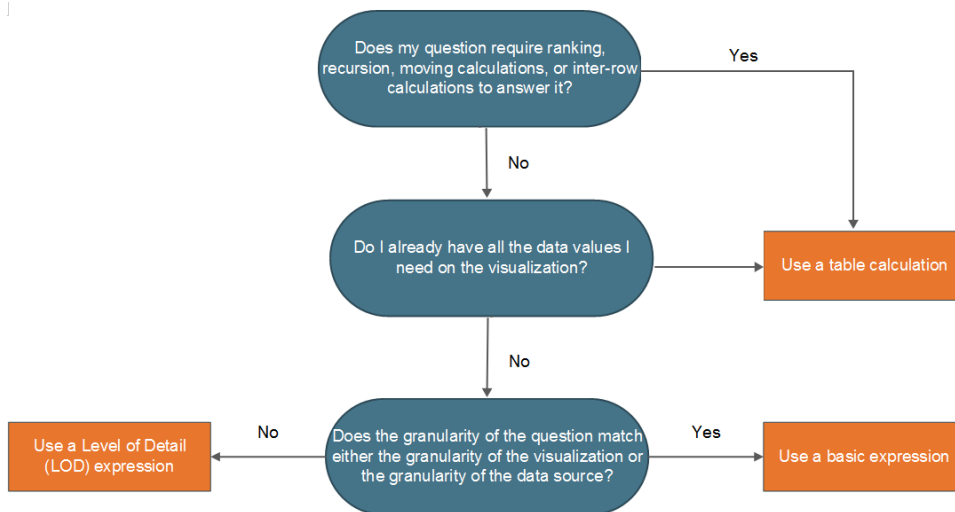 Does my question require ranking,
recursion, moving calculations, or inter-row
calculations to answer it?
Yes
No
Do I already have all the data values I
need on the visualization?
Use a table calculation
No
Does the granularity of the question match
either the granularity of the visualization or
the granularity of the data source?
No
Yes
Use a Level of Detail
(LOD) expression
Use a basic expression